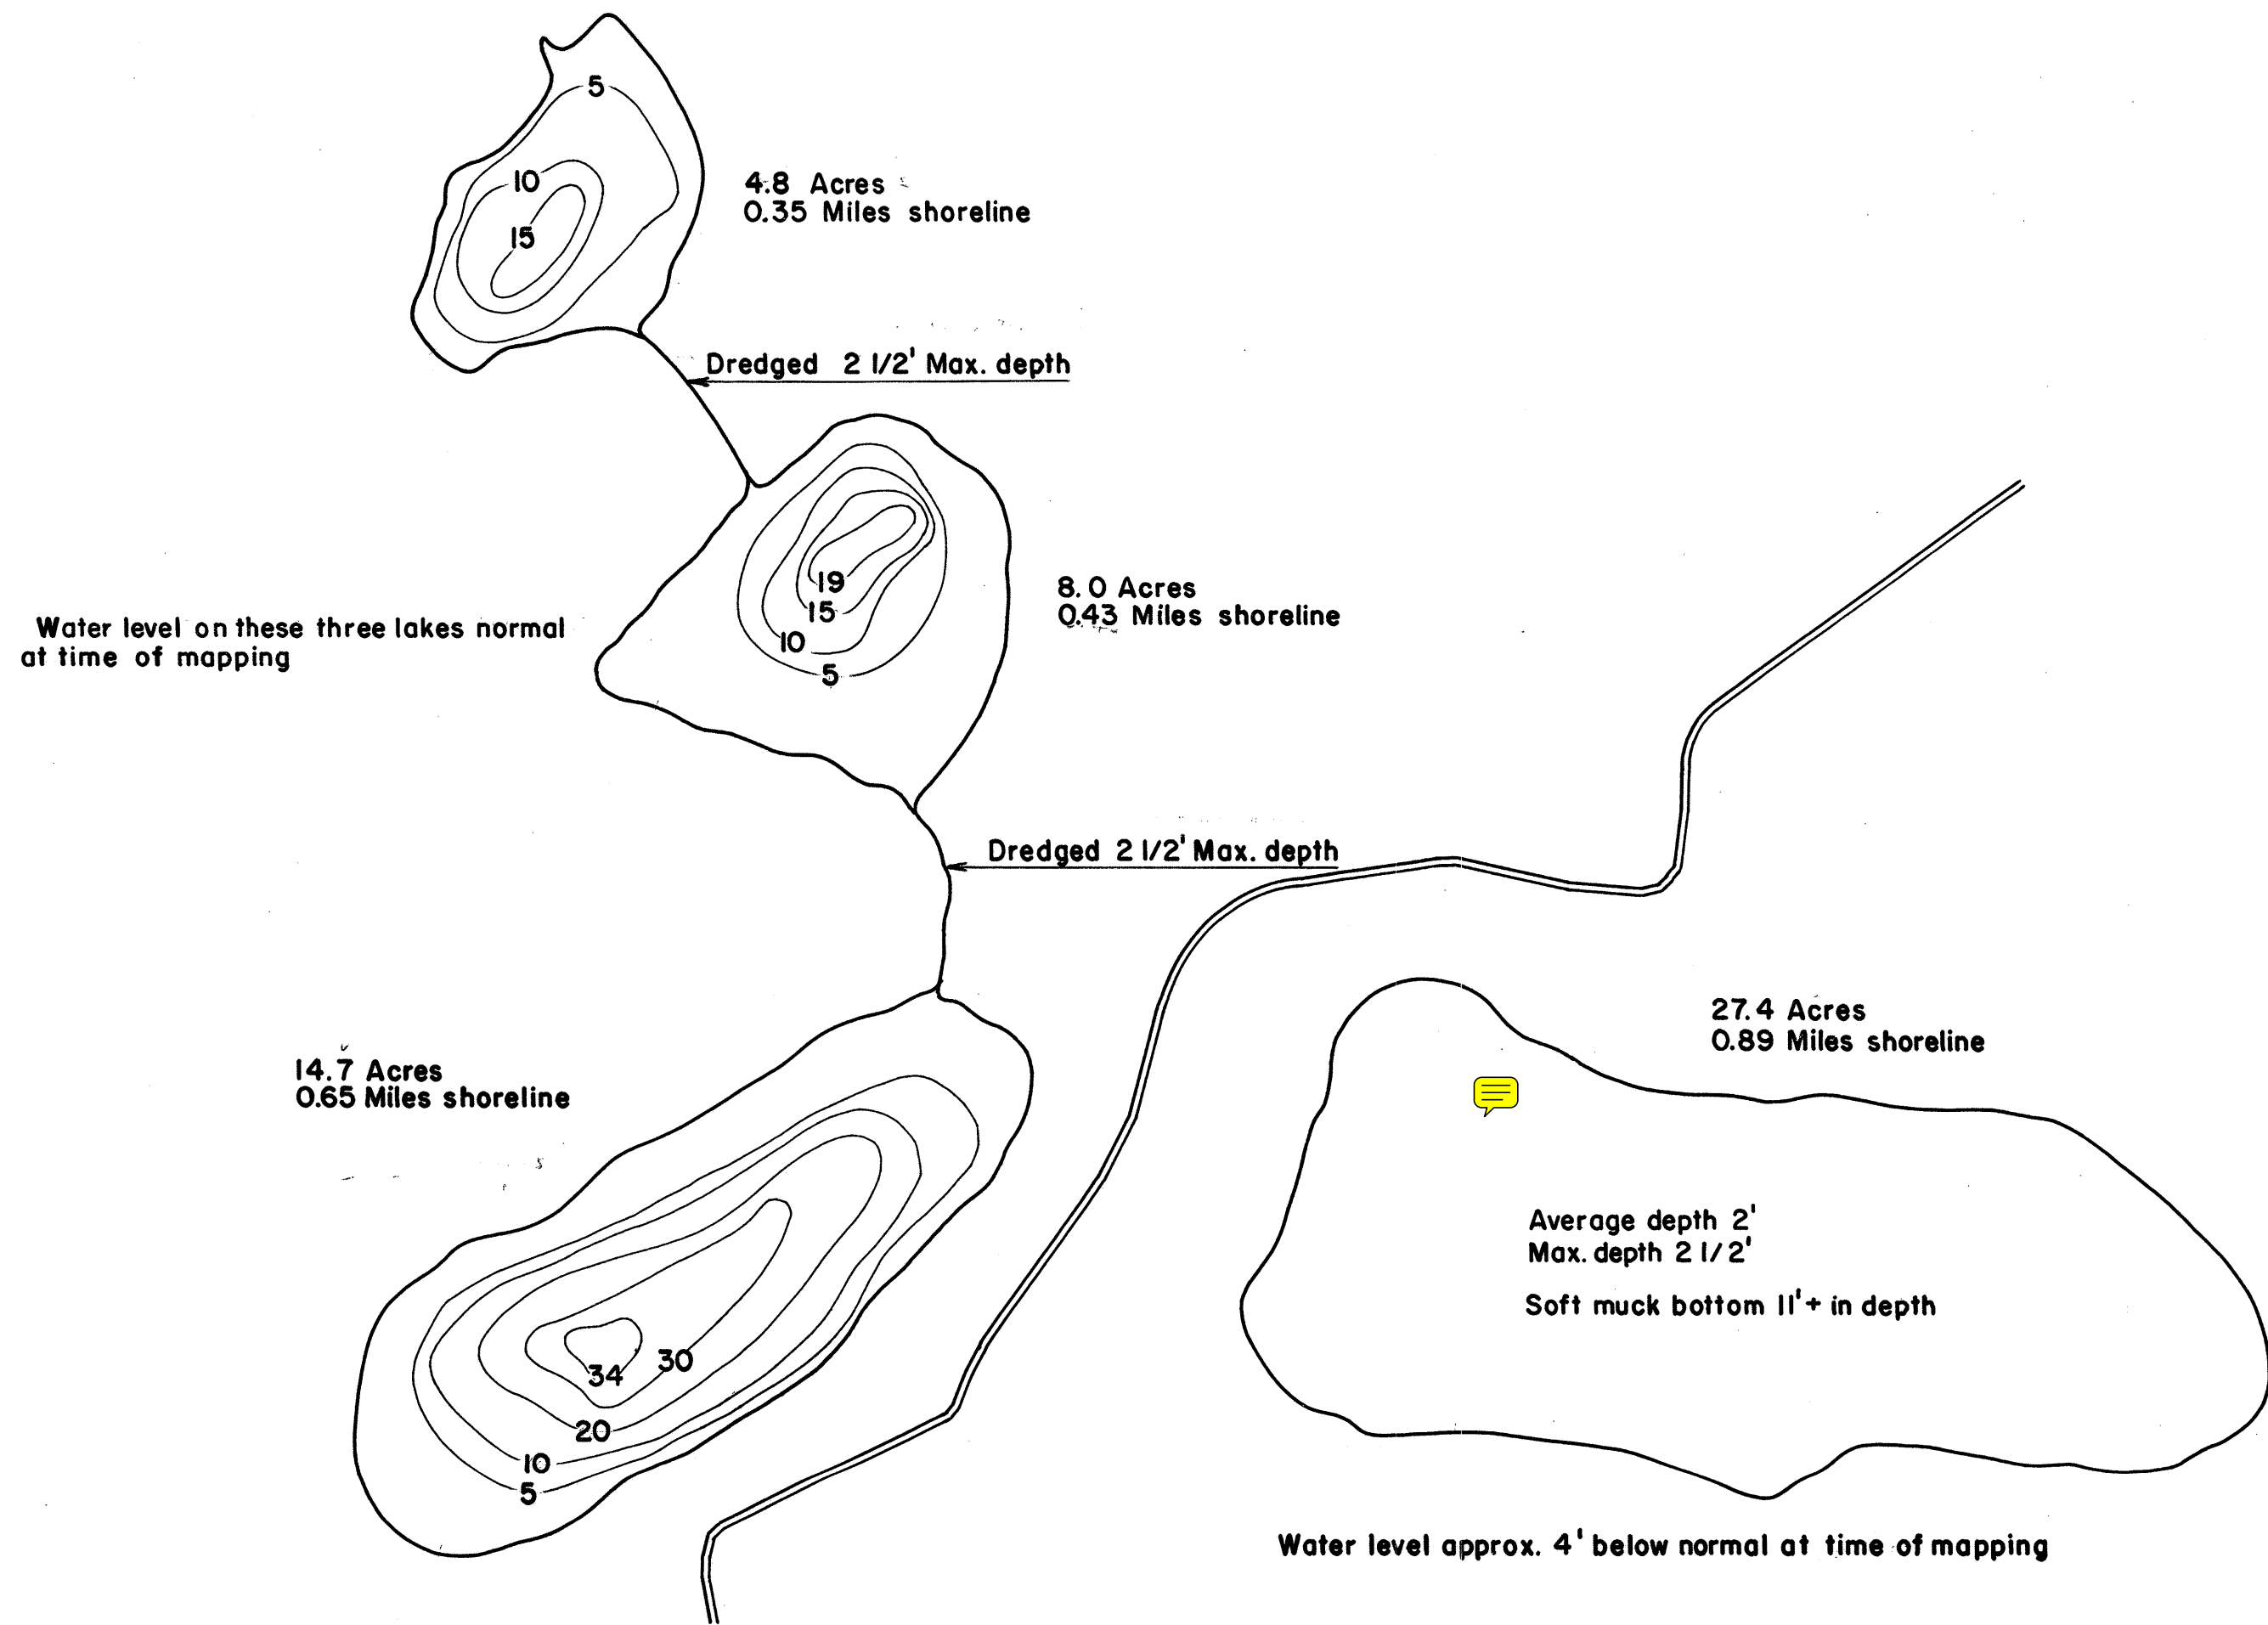 5
10
15
4.8 Acres
0.35 Miles shoreline
Dredged 2 1/2' Max. depth
19
15
10
5
8.0 Acres
0.43 Miles shoreline
Water level on these three lakes normal
at time of mapping
Dredged 2 1/2' Max. depth
14.7 Acres
0.65 Miles shoreline
34
30
20
10
5
27.4 Acres
0.89 Miles shoreline
Average depth 2'
Max. depth 2 1/2'
Soft muck bottom 11'+ in depth
Water level approx. 4' below normal at time of mapping